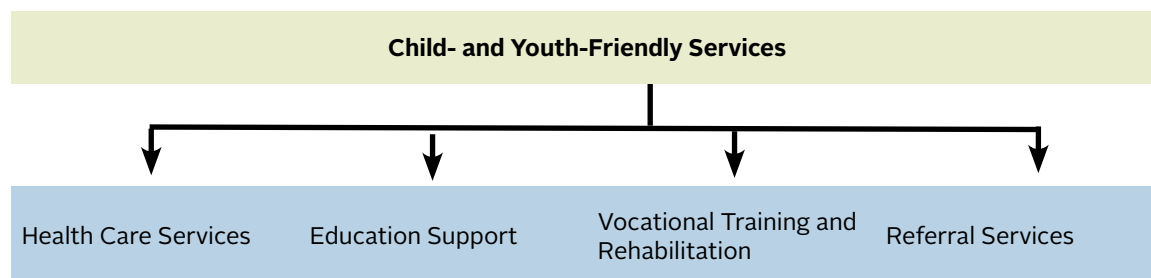 Child- and Youth-Friendly Services
Health Care Services
Education Support
Vocational Training and
Rehabilitation
Referral Services